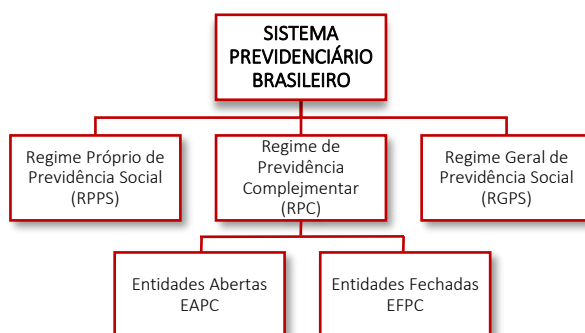 SISTEMA
PREVIDENCIÁRIO
BRASILEIRO
Regime Próprio de
Previdência Social
(RPPS)
Regime de
Previdência
Complejmentar
(RPC)
Regime Geral de
Previdência Social
(RGPS)
Entidades Abertas
EAPC
Entidades Fechadas
EFPC